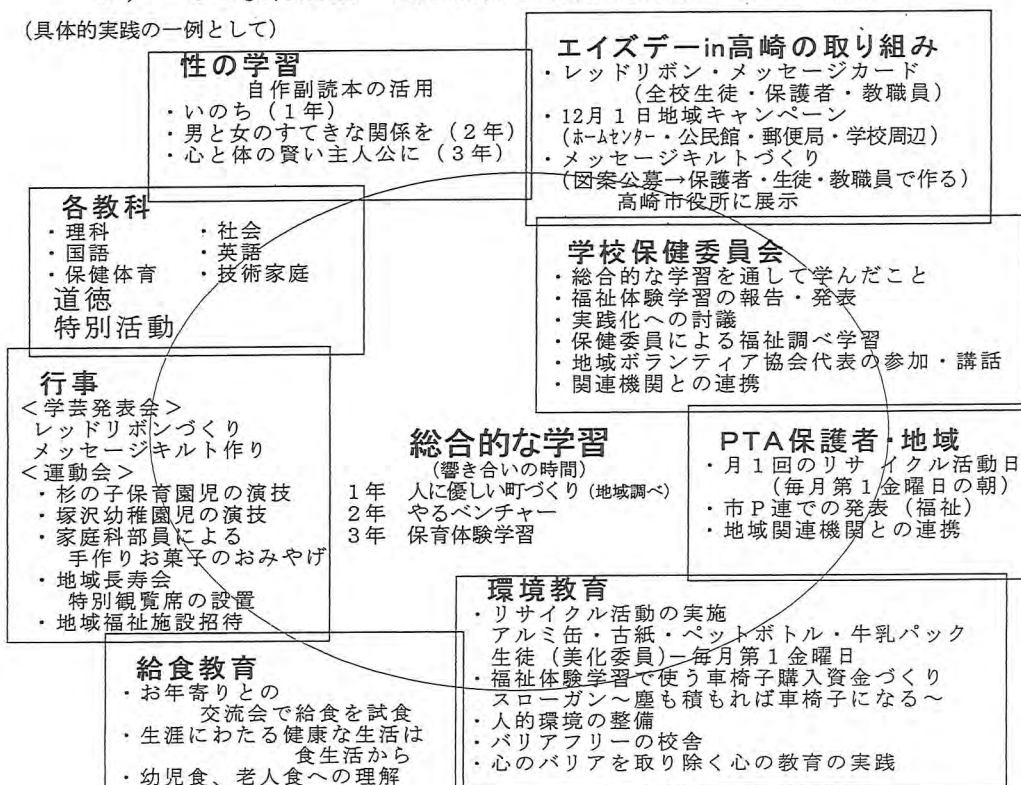 (具体的実践の一例として)
性の学習
自作副読本の活用
・いのち（1年）
・男と女のすてきな関係を（2年）
・心と体の賢い主人公に（3年）
エイズデーin高崎の取り組み
・レッドリボン・メッセージカード
（全校生徒・保護者・教職員）
・12月1日地域キャンペーン
（ホームセンター・公民館・郵便局・学校周辺）
・メッセージキルトづくり
（図案公募→保護者・生徒・教職員で作る）
高崎市役所に展示
各教科
・理科　・社会
・国語　・英語
・保健体育　・技術家庭
道徳
特別活動
学校保健委員会
・総合的な学習を通して学んだこと
・福祉体験学習の報告・発表
・実践化への討議
・保健委員による福祉調べ学習
・地域ボランティア協会代表の参加・講話
・関連機関との連携
行事
＜学芸発表会＞
レッドリボンづくり
メッセージキルト作り
＜運動会＞
・杉の子保育園児の演技
・塚沢幼稚園児の演技
・家庭科部員による
手作りお菓子のおみやげ
・地域長寿会
特別観覧席の設置
・地域福祉施設招待
総合的な学習
（響き合いの時間）
1年　人に優しい町づくり（地域調べ）
2年　やるベンチャー
3年　保育体験学習
PTA保護者・地域
・月1回のリサイクル活動日
（毎月第1金曜日の朝）
・市P連での発表（福祉）
・地域関連機関との連携
環境教育
・リサイクル活動の実施
アルミ缶・古紙・ペットボトル・牛乳パック
生徒（美化委員）－毎月第1金曜日
・福祉体験学習で使う車椅子購入資金づくり
スローガン～塵も積もれば車椅子になる～
・人的環境の整備
・バリアフリーの校舎
・心のバリアを取り除く心の教育の実践
給食教育
・お年寄りとの
交流会で給食を試食
・生涯にわたる健康な生活は
食生活から
・幼児食、老人食への理解